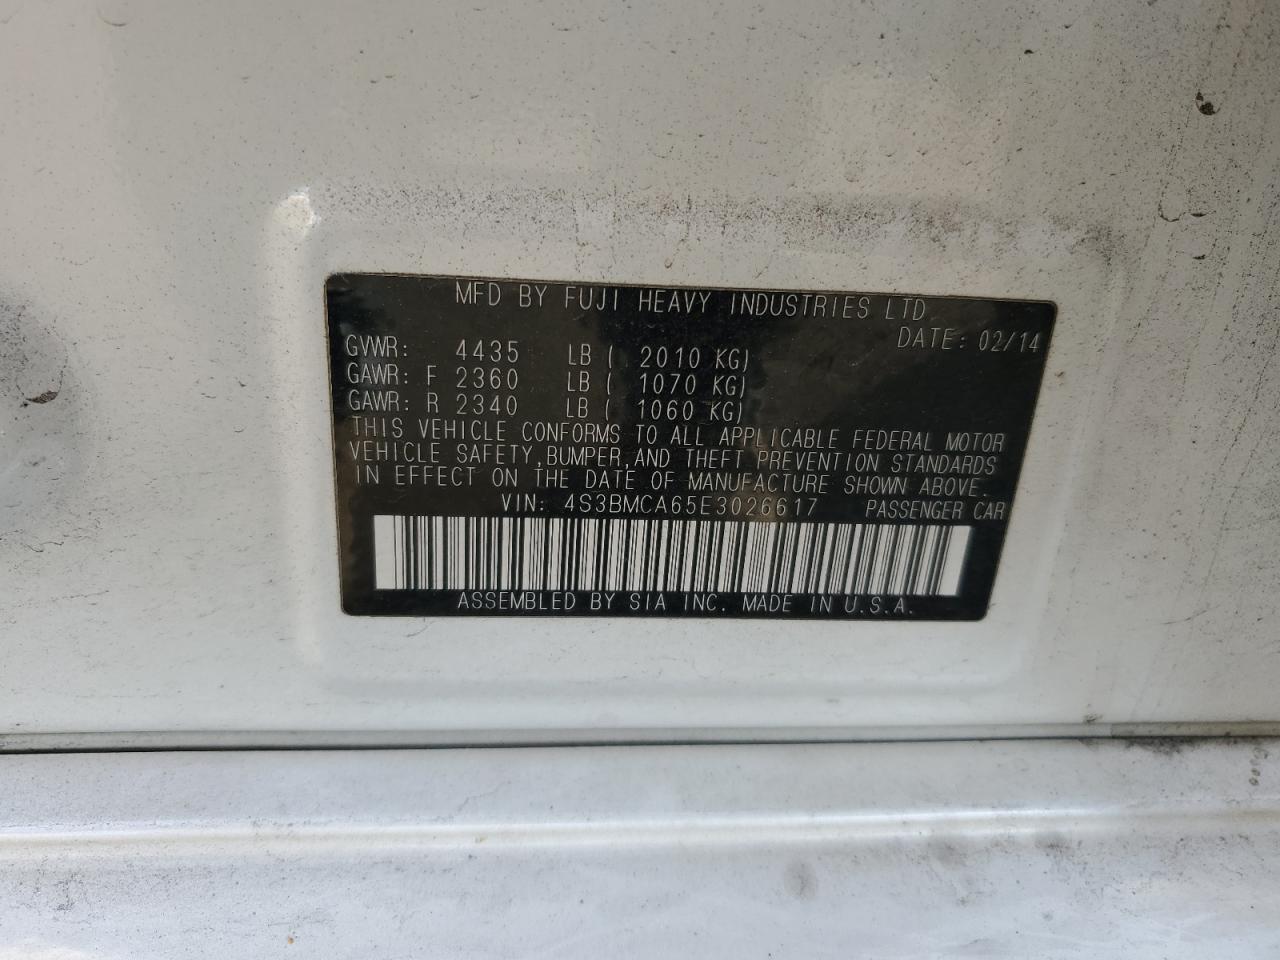 MFD BY FUJI HEAVY INDUSTRIES LTD.
DATE: 02/14
GVWR: 4435 LB ( 2010 KG)
GAWR: F 2360 LB ( 1070 KG)
GAWR: R 2340 LB ( 1060 KG)
THIS VEHICLE CONFORMS TO ALL APPLICABLE FEDERAL MOTOR
VEHICLE SAFETY,BUMPER,AND THEFT PREVENTION STANDARDS
IN EFFECT ON THE DATE OF MANUFACTURE SHOWN ABOVE.
VIN: 4S3BMCA65E3026617 PASSENGER CAR
ASSEMBLED BY SIA INC. MADE IN U.S.A.